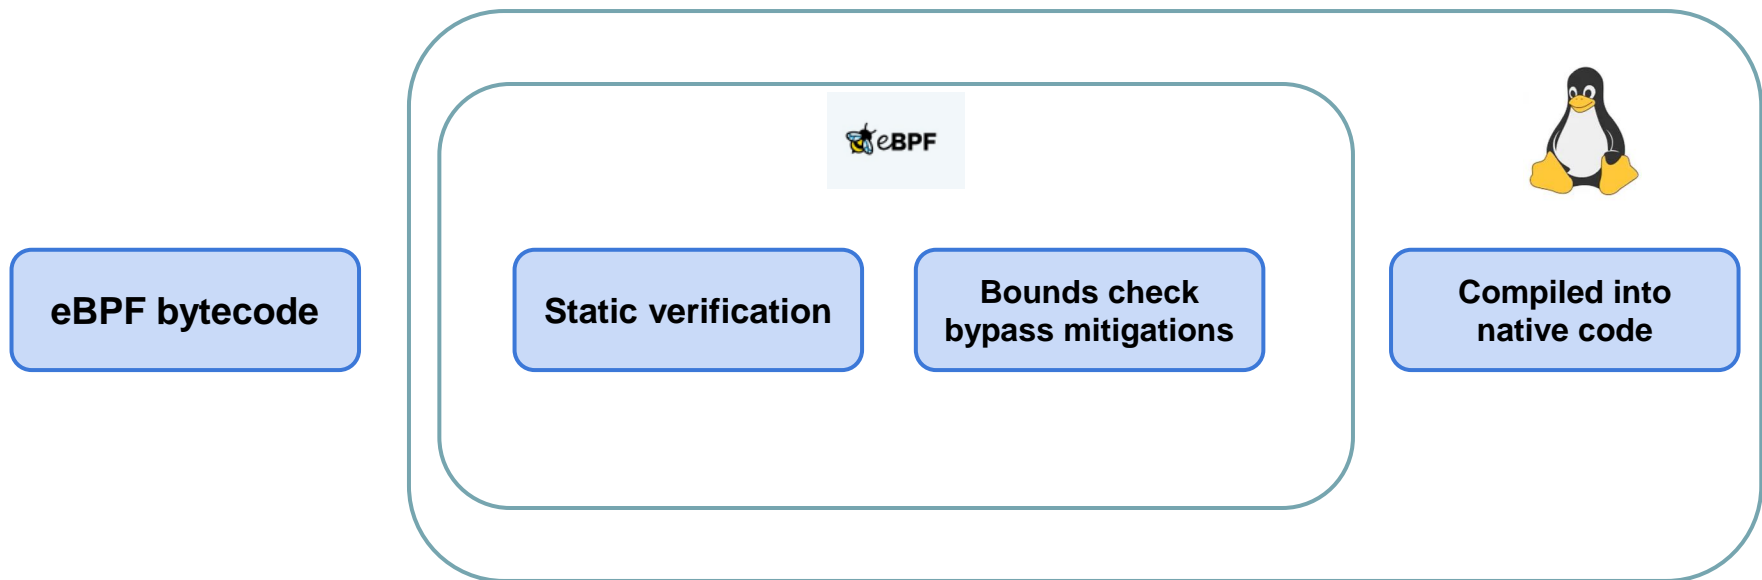 eBPF
eBPF bytecode
Static verification
Bounds check
bypass mitigations
Compiled into
native code